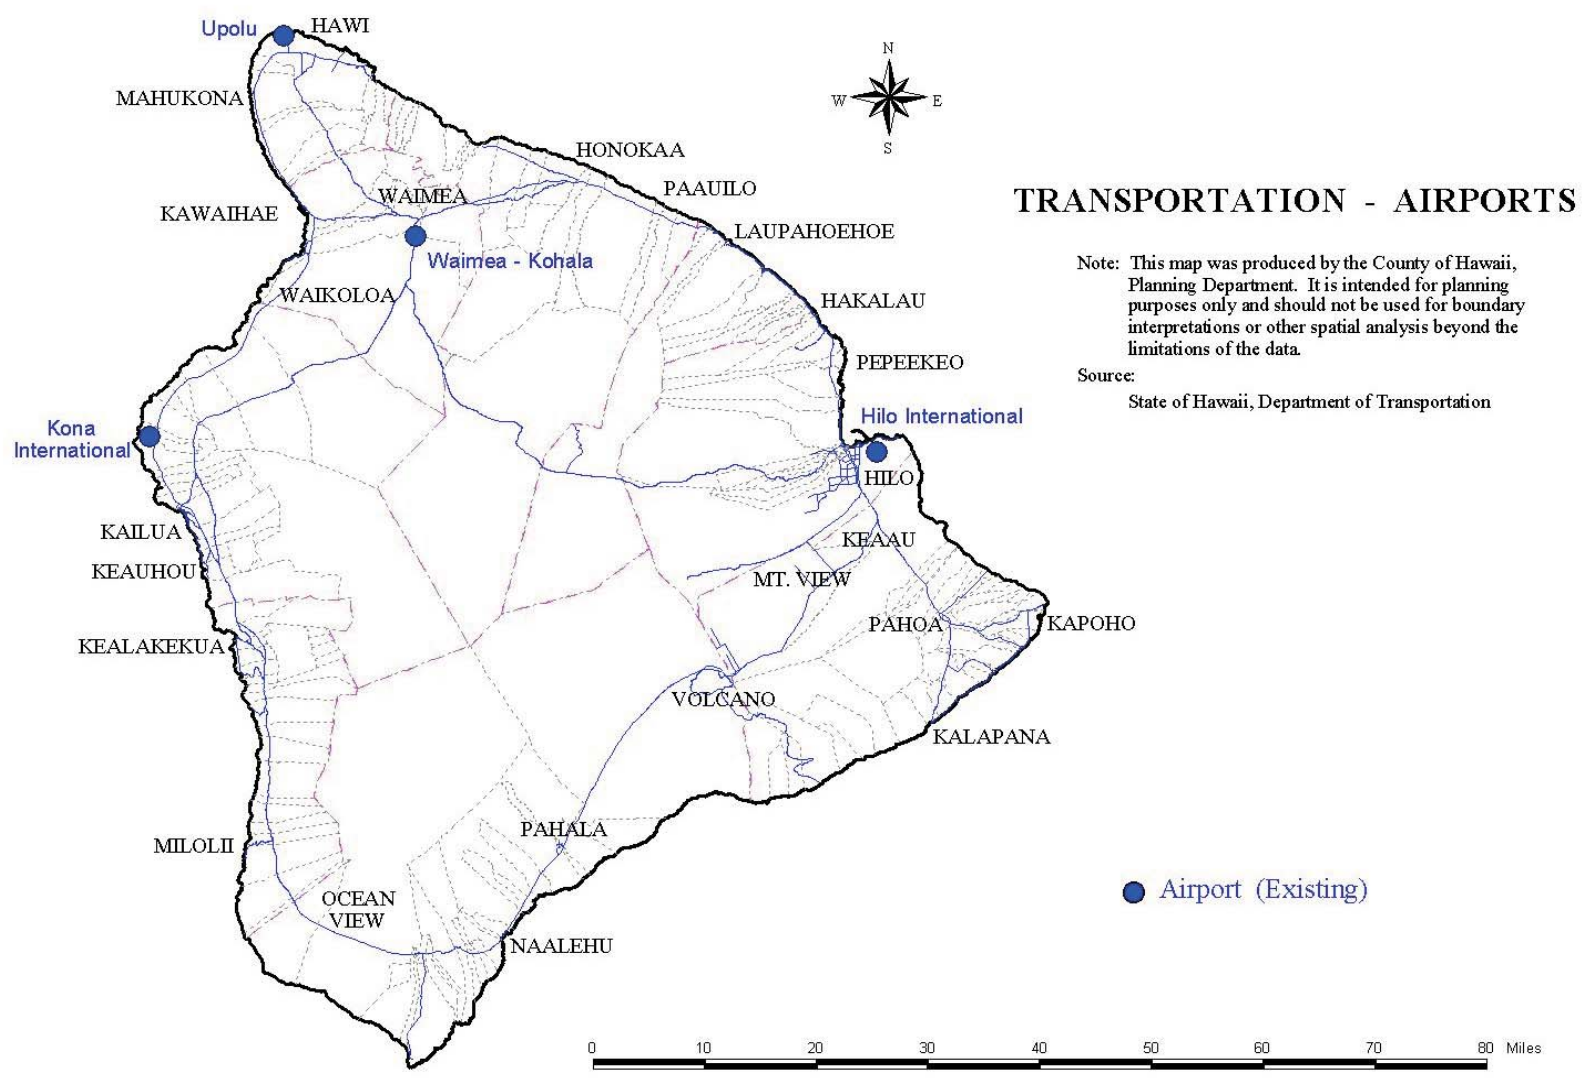 Upolu
HAWI
MAHUKONA
HONOKAA
PAAUILO
WAIMEA
KAWAIHAE
LAUPAHOEHOE
Waimea - Kohala
WAIKOLOA
HAKALAU
PEPEEKEO
Kona
International
Hilo International
HILO
KAILUA
KEAAU
KEAUHOU
MT. VIEW
PAHOA
KAPOHO
KEALAKEKUA
VOLCANO
KALAPANA
PAHALA
MILOLII
OCEAN
VIEW
NAALEHU
N
W
E
S
TRANSPORTATION - AIRPORTS
Note: This map was produced by the County of Hawaii,
Planning Department. It is intended for planning
purposes only and should not be used for boundary
interpretations or other spatial analysis beyond the
limitations of the data.
Source:
State of Hawaii, Department of Transportation
Airport (Existing)
0 10 20 30 40 50 60 70 80 Miles